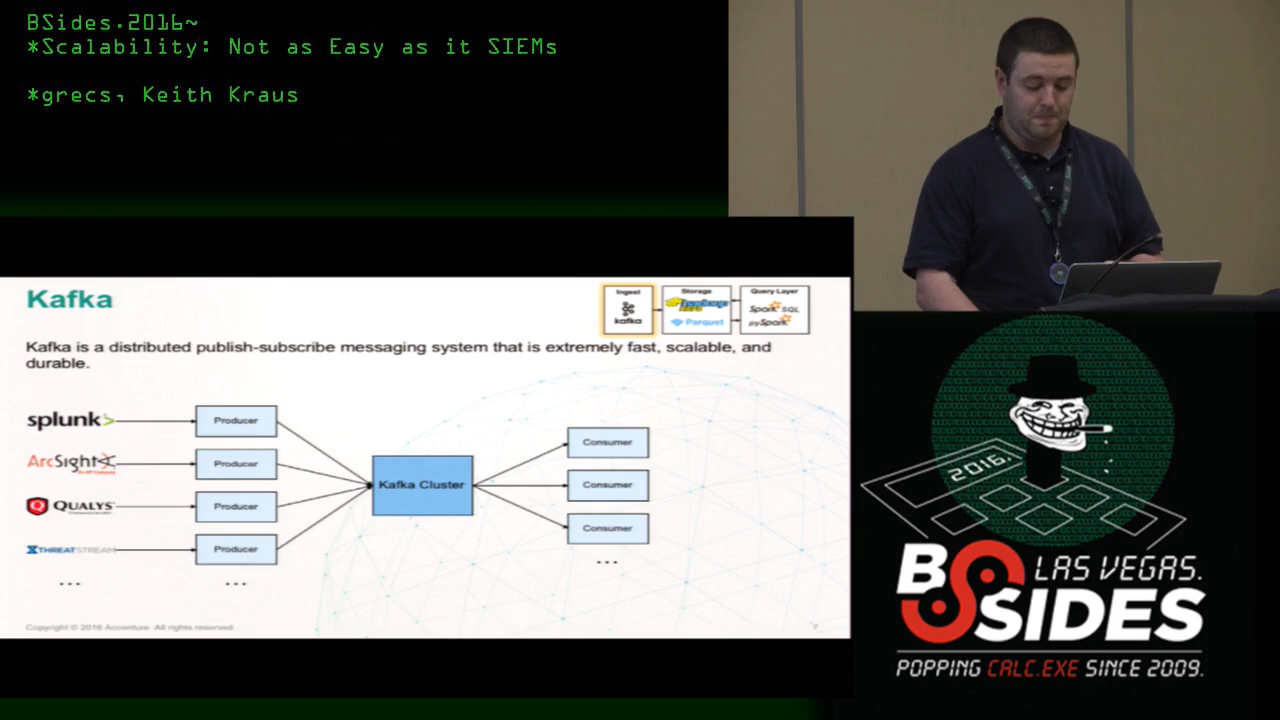 BSides.2016~
*Scalability: Not as Easy as it SIEMs
*grecs, Keith Kraus
Kafka
Ingest
kafka
Storage
hadoop
Parquet
Query Layer
Spark SQL
pySpark
Kafka is a distributed publish-subscribe messaging system that is extremely fast, scalable, and
durable.
splunk>
Producer
ArcSight
Producer
QUALYS
Producer
THREATSTREAM
Producer
...
...
Kafka Cluster
Consumer
Consumer
Consumer
...
Copyright © 2016 Accenture All rights reserved.
7
2016.
BSIDES
LAS VEGAS.
POPPING CALC.EXE SINCE 2009.